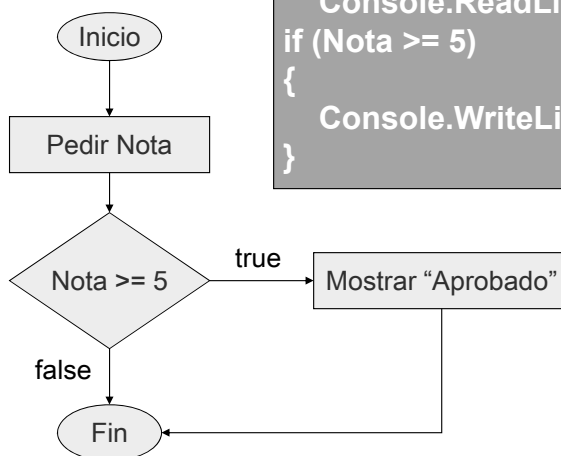 Console.ReadLi
if (Nota >= 5)
{
Console.WriteLi
}
Inicio
Pedir Nota
Nota >= 5
true
Mostrar “Aprobado”
false
Fin